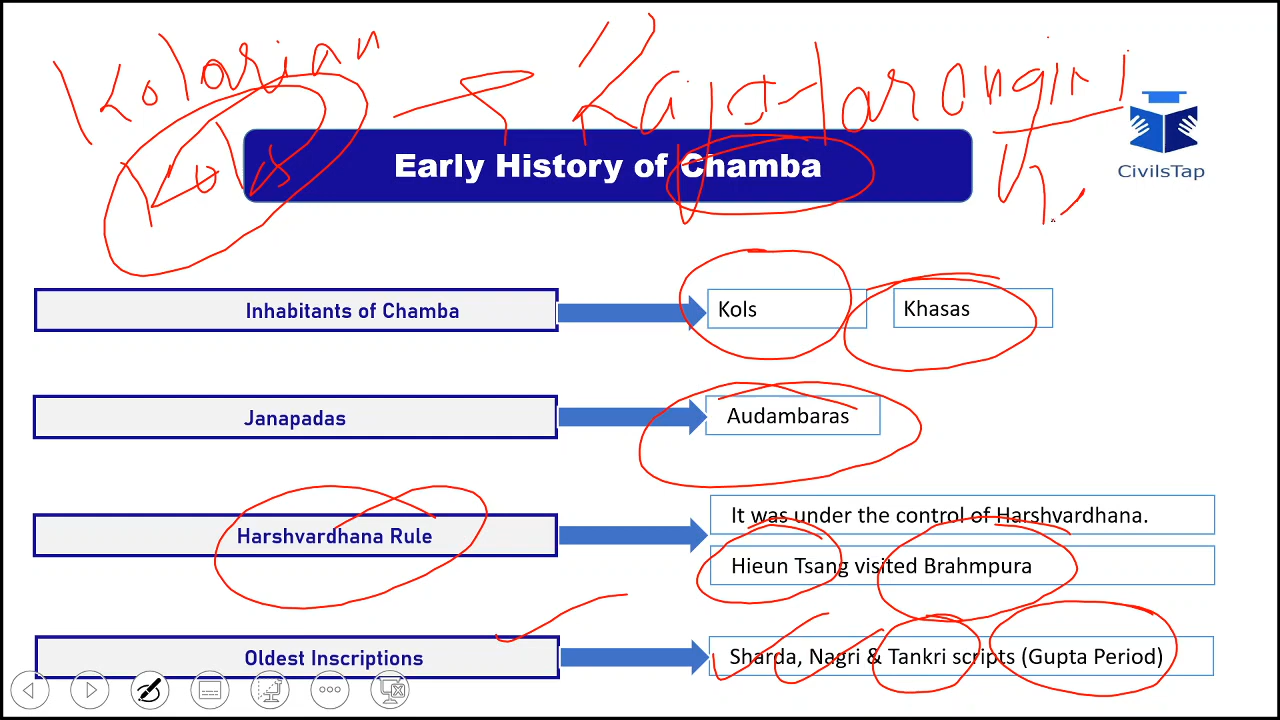 Kolarian → Rajatarangini
Kols
Early History of Chamba
CivilsTap
Inhabitants of Chamba
Kols
Khasas
Janapadas
Audambaras
Harshvardhana Rule
It was under the control of Harshvardhana.
Hieun Tsang visited Brahmpura
Oldest Inscriptions
Sharda, Nagri & Tankri scripts (Gupta Period)